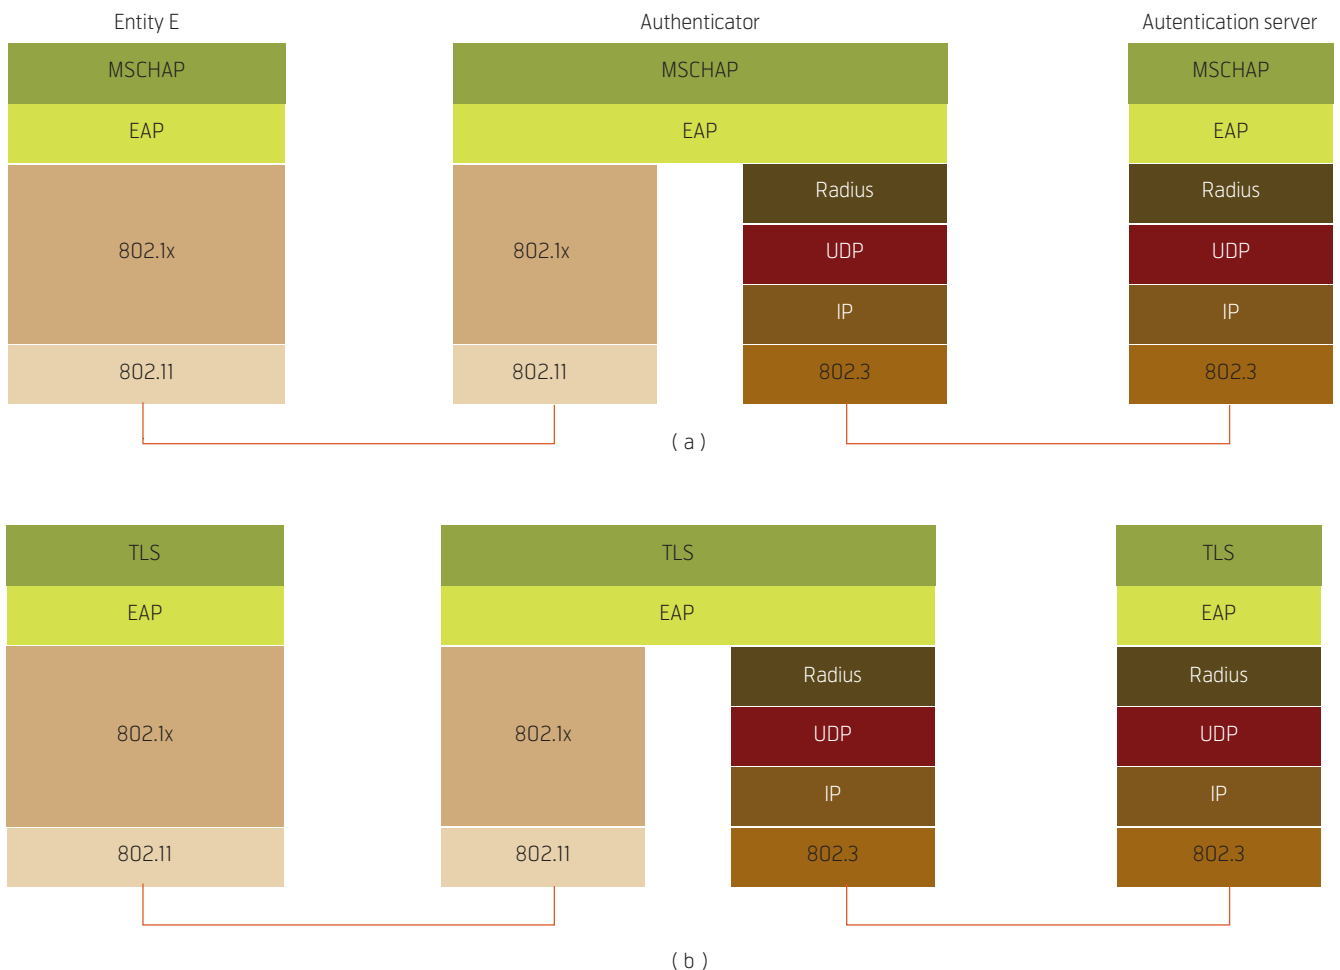 Entity E Authenticator Autentication server
MSCHAP MSCHAP MSCHAP
EAP EAP EAP
Radius Radius
802.1x 802.1x UDP UDP
IP IP
802.11 802.11 802.3 802.3
( a )
TLS TLS TLS
EAP EAP EAP
Radius Radius
802.1x 802.1x UDP UDP
IP IP
802.11 802.11 802.3 802.3
( b )